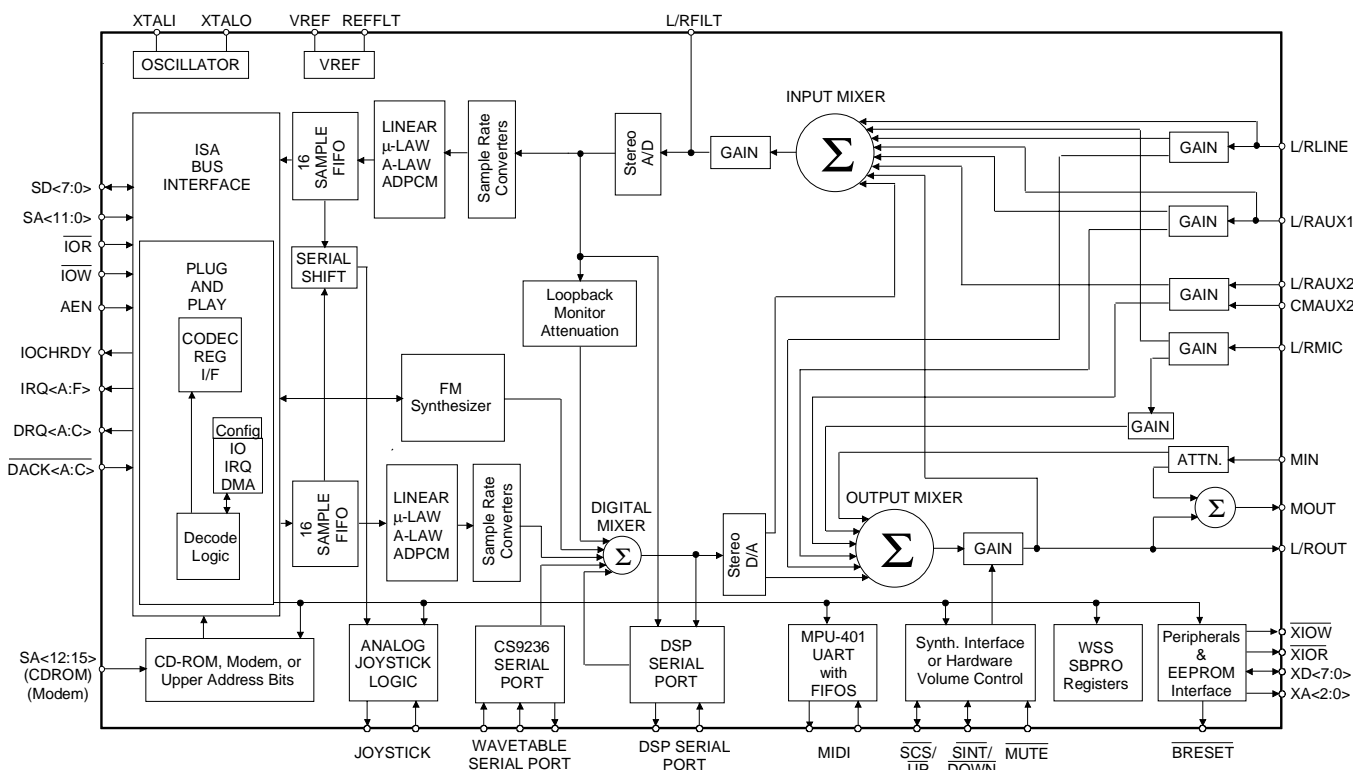 XTALI XTALO VREF REFFLT L/RFILT
OSCILLATOR
VREF
INPUT MIXER
ISA
BUS
INTERFACE
16
SAMPLE
FIFO
LINEAR
µ-LAW
A-LAW
ADPCM
Sample Rate
Converters
Stereo
A/D
GAIN
Σ
GAIN
L/RLINE
SD<7:0>
SA<11:0>
IOR
IOW
AEN
IOCHRDY
IRQ<A:F>
DRQ<A:C>
DACK<A:C>
GAIN
L/RAUX1
GAIN
L/RAUX2
CMAUX2
GAIN
L/RMIC
GAIN
ATTN.
MIN
Σ
MOUT
L/ROUT
PLUG
AND
PLAY
CODEC
REG
I/F
Config
IO
IRQ
DMA
Decode
Logic
SERIAL
SHIFT
Loopback
Monitor
Attenuation
FM
Synthesizer
16
SAMPLE
FIFO
LINEAR
µ-LAW
A-LAW
ADPCM
Sample Rate
Converters
DIGITAL
MIXER
Σ
Stereo
D/A
OUTPUT MIXER
Σ
GAIN
SA<12:15>
(CDROM)
(Modem)
CD-ROM, Modem, or
Upper Address Bits
ANALOG
JOYSTICK
LOGIC
CS9236
SERIAL
PORT
DSP
SERIAL
PORT
MPU-401
UART
with
FIFOS
Synth. Interface
or Hardware
Volume Control
WSS
SBPRO
Registers
Peripherals
&
EEPROM
Interface
XIOW
XIOR
XD<7:0>
XA<2:0>
JOYSTICK
WAVETABLE
SERIAL PORT
DSP SERIAL
PORT
MIDI
SCS/
UP
SINT/
DOWN
MUTE
BRESET